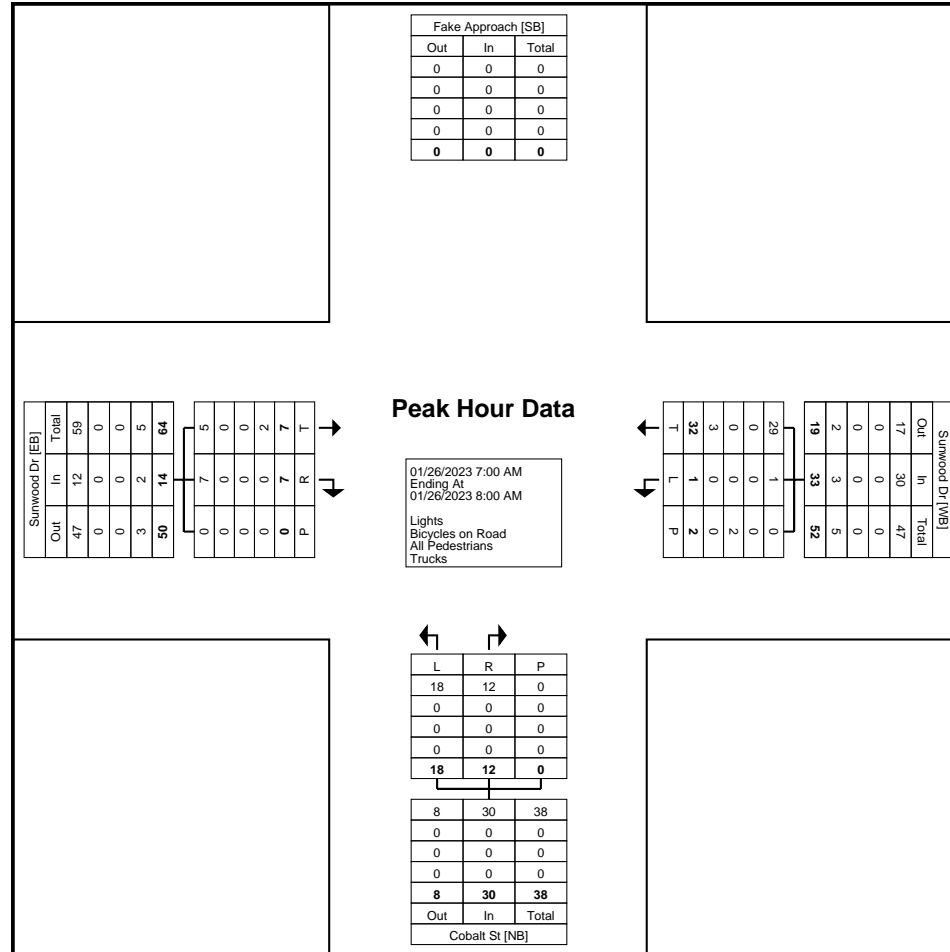 Fake Approach [SB]
Out In Total
0 0 0
0 0 0
0 0 0
0 0 0
0 0 0
Peak Hour Data
01/26/2023 7:00 AM
Ending At
01/26/2023 8:00 AM
Lights
Bicycles on Road
All Pedestrians
Trucks
Sunwood Dr [EB]
Total In Out
59 12 47
0 0 0
0 0 0
5 2 3
64 14 50
5 7 0
0 0 0
0 0 0
2 0 0
7 7 0
T R P
Sunwood Dr [WB]
Out In Total
17 30 47
0 0 0
0 0 0
2 3 5
19 33 52
29 1 0
0 0 0
0 0 2
3 0 0
32 1 2
T L P
L R P
18 12 0
0 0 0
0 0 0
0 0 0
18 12 0
8 30 38
0 0 0
0 0 0
0 0 0
8 30 38
Out In Total
Cobalt St [NB]